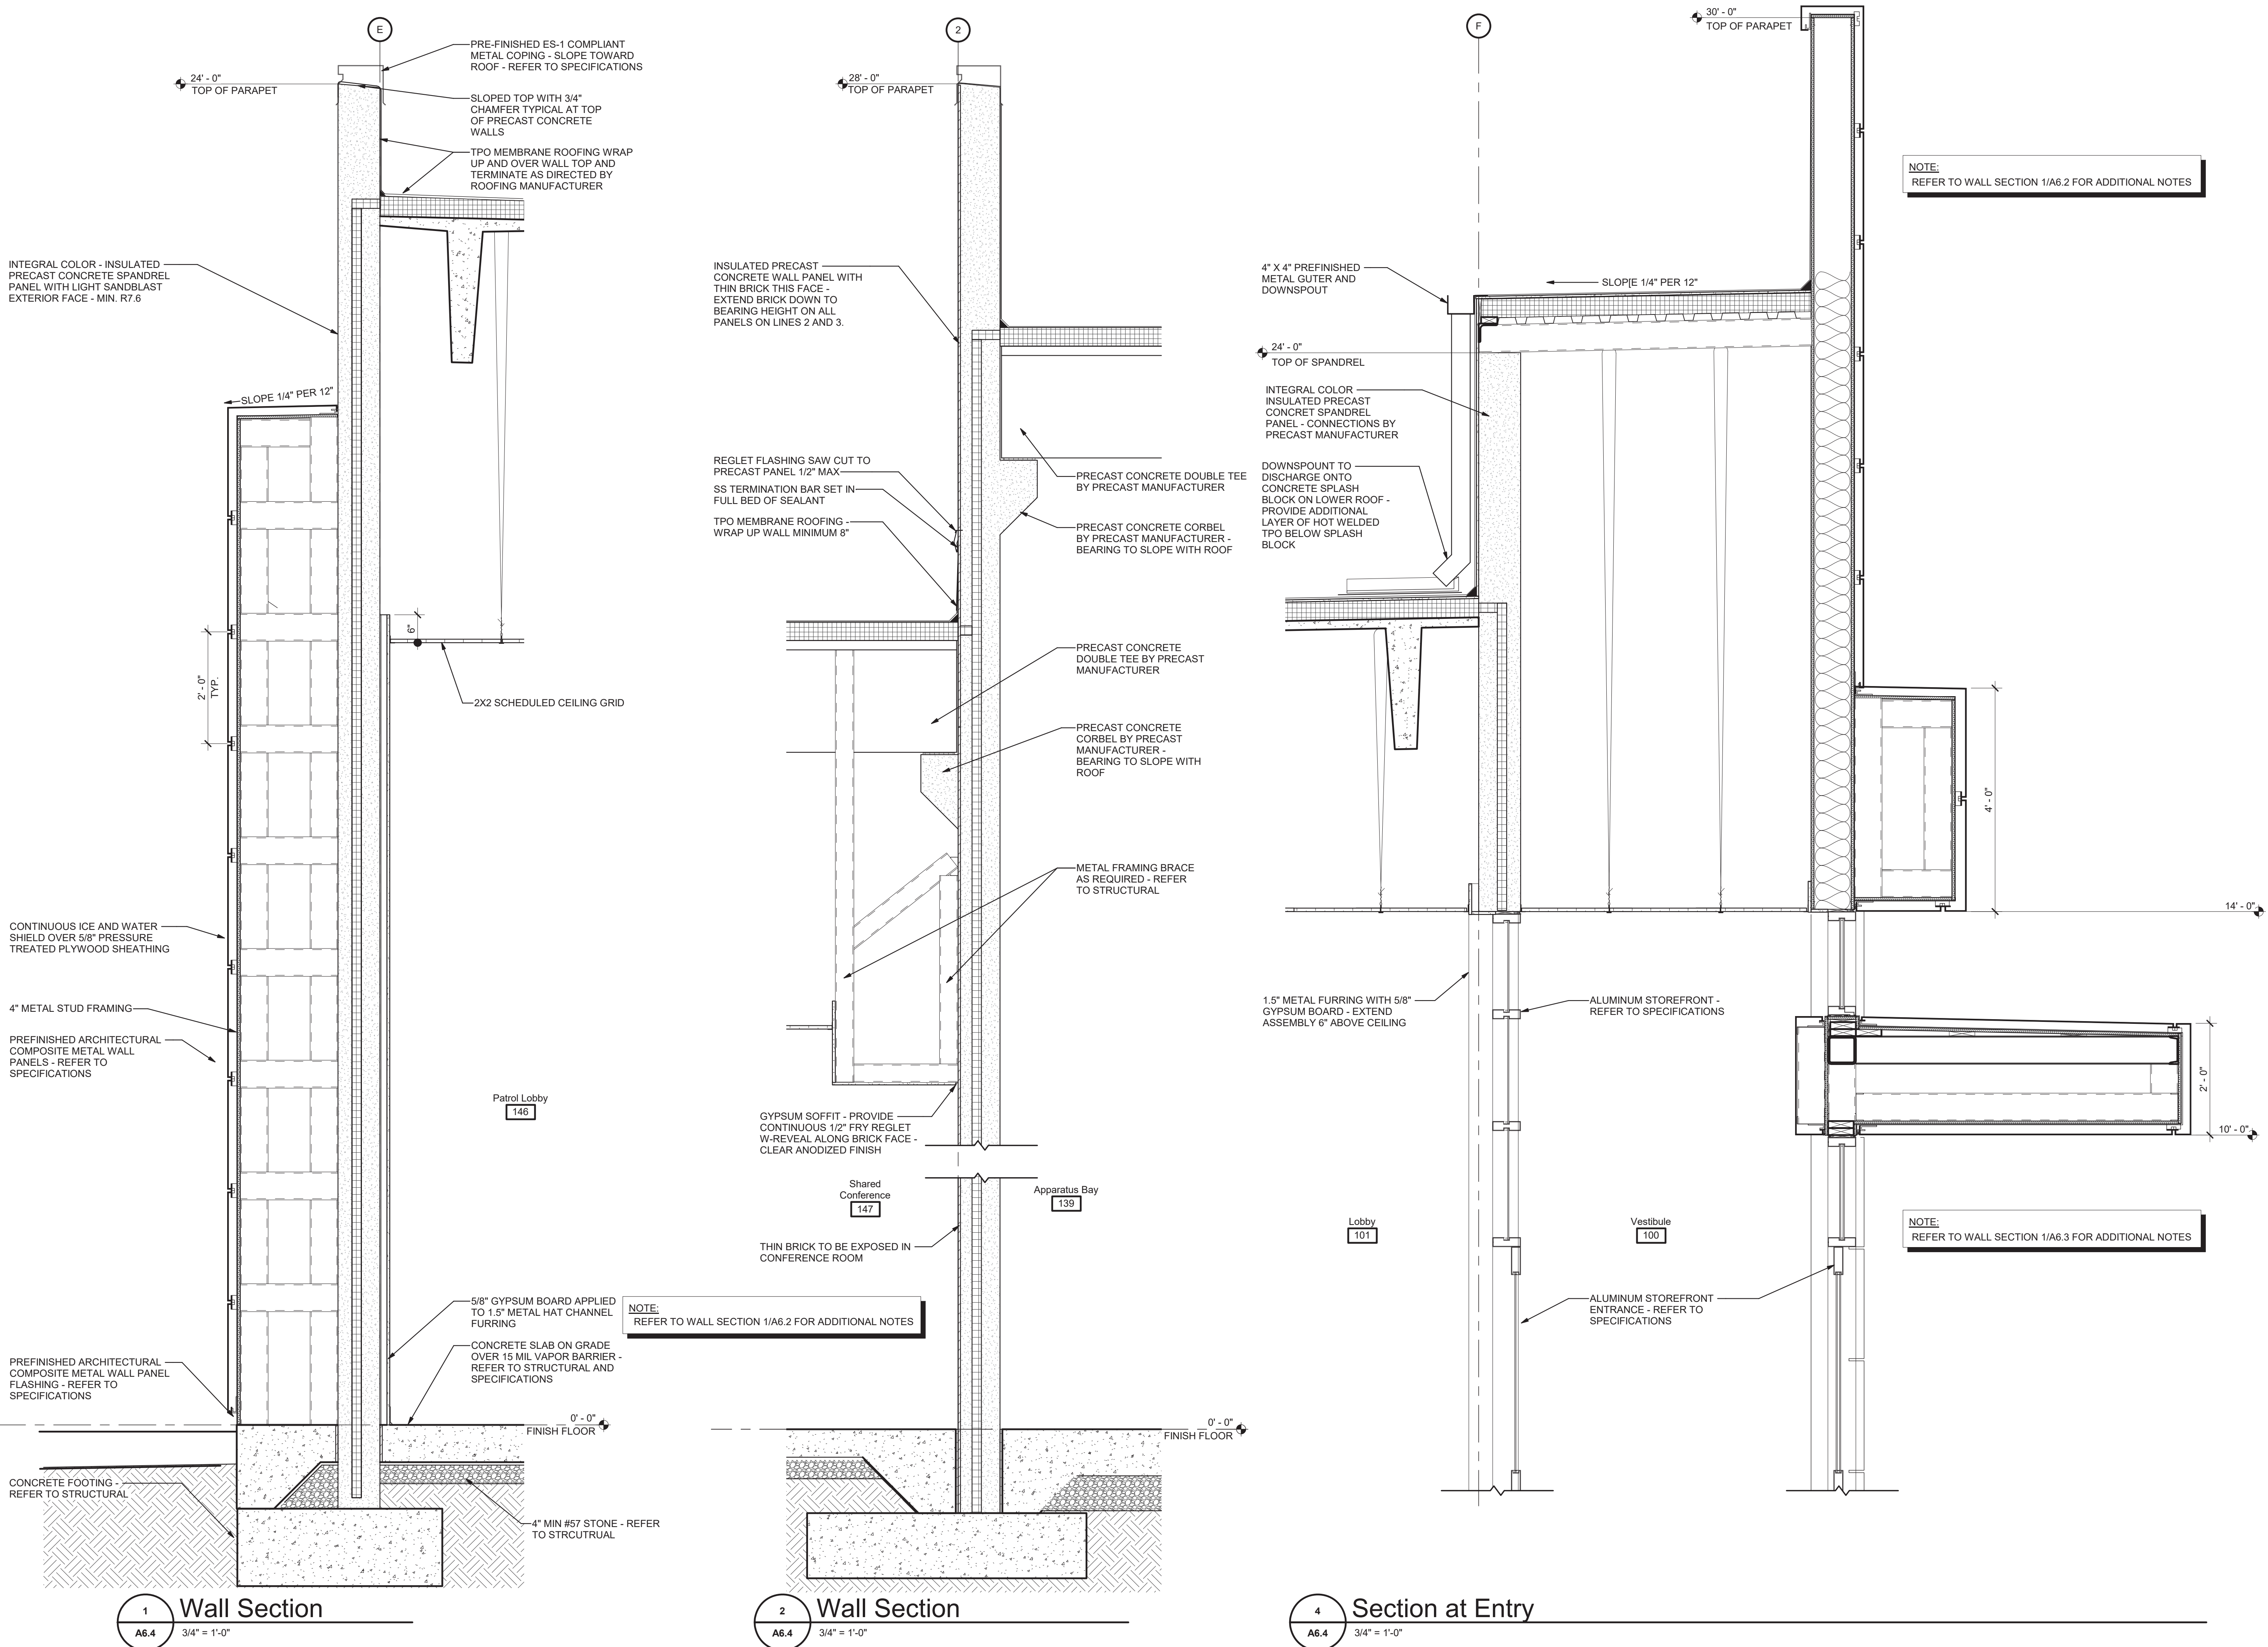 E
24' - 0"
TOP OF PARAPET
PRE-FINISHED ES-1 COMPLIANT
METAL COPING - SLOPE TOWARD
ROOF - REFER TO SPECIFICATIONS
SLOPED TOP WITH 3/4"
CHAMFER TYPICAL AT TOP
OF PRECAST CONCRETE
WALLS
TPO MEMBRANE ROOFING WRAP
UP AND OVER WALL TOP AND
TERMINATE AS DIRECTED BY
ROOFING MANUFACTURER
INTEGRAL COLOR - INSULATED
PRECAST CONCRETE SPANDREL
PANEL WITH LIGHT SANDBLAST
EXTERIOR FACE - MIN. R7.6
SLOPE 1/4" PER 12"
6"
2' - 0"
TYP.
2X2 SCHEDULED CEILING GRID
CONTINUOUS ICE AND WATER
SHIELD OVER 5/8" PRESSURE
TREATED PLYWOOD SHEATHING
4" METAL STUD FRAMING
PREFINISHED ARCHITECTURAL
COMPOSITE METAL WALL
PANELS - REFER TO
SPECIFICATIONS
Patrol Lobby
146
5/8" GYPSUM BOARD APPLIED
TO 1.5" METAL HAT CHANNEL
FURRING
CONCRETE SLAB ON GRADE
OVER 15 MIL VAPOR BARRIER -
REFER TO STRUCTURAL AND
SPECIFICATIONS
PREFINISHED ARCHITECTURAL
COMPOSITE METAL WALL PANEL
FLASHING - REFER TO
SPECIFICATIONS
0' - 0"
FINISH FLOOR
CONCRETE FOOTING -
REFER TO STRUCTURAL
4" MIN #57 STONE - REFER
TO STRCUTRUAL
1
A6.4
Wall Section
3/4" = 1'-0"
2
28' - 0"
TOP OF PARAPET
INSULATED PRECAST
CONCRETE WALL PANEL WITH
THIN BRICK THIS FACE -
EXTEND BRICK DOWN TO
BEARING HEIGHT ON ALL
PANELS ON LINES 2 AND 3.
REGLET FLASHING SAW CUT TO
PRECAST PANEL 1/2" MAX
SS TERMINATION BAR SET IN
FULL BED OF SEALANT
TPO MEMBRANE ROOFING -
WRAP UP WALL MINIMUM 8"
PRECAST CONCRETE DOUBLE TEE
BY PRECAST MANUFACTURER
PRECAST CONCRETE CORBEL
BY PRECAST MANUFACTURER -
BEARING TO SLOPE WITH ROOF
PRECAST CONCRETE
DOUBLE TEE BY PRECAST
MANUFACTURER
PRECAST CONCRETE
CORBEL BY PRECAST
MANUFACTURER -
BEARING TO SLOPE WITH
ROOF
METAL FRAMING BRACE
AS REQUIRED - REFER
TO STRUCTURAL
GYPSUM SOFFIT - PROVIDE
CONTINUOUS 1/2" FRY REGLET
W-REVEAL ALONG BRICK FACE -
CLEAR ANODIZED FINISH
Shared
Conference
147
Apparatus Bay
139
THIN BRICK TO BE EXPOSED IN
CONFERENCE ROOM
NOTE:
REFER TO WALL SECTION 1/A6.2 FOR ADDITIONAL NOTES
0' - 0"
FINISH FLOOR
2
A6.4
Wall Section
3/4" = 1'-0"
F
30' - 0"
TOP OF PARAPET
NOTE:
REFER TO WALL SECTION 1/A6.2 FOR ADDITIONAL NOTES
4" X 4" PREFINISHED
METAL GUTER AND
DOWNSPOUT
SLOP[E 1/4" PER 12"
24' - 0"
TOP OF SPANDREL
INTEGRAL COLOR
INSULATED PRECAST
CONCRET SPANDREL
PANEL - CONNECTIONS BY
PRECAST MANUFACTURER
DOWNSPOUNT TO
DISCHARGE ONTO
CONCRETE SPLASH
BLOCK ON LOWER ROOF -
PROVIDE ADDITIONAL
LAYER OF HOT WELDED
TPO BELOW SPLASH
BLOCK
4' - 0"
14' - 0"
1.5" METAL FURRING WITH 5/8"
GYPSUM BOARD - EXTEND
ASSEMBLY 6" ABOVE CEILING
ALUMINUM STOREFRONT -
REFER TO SPECIFICATIONS
2' - 0"
10' - 0"
Lobby
101
Vestibule
100
NOTE:
REFER TO WALL SECTION 1/A6.3 FOR ADDITIONAL NOTES
ALUMINUM STOREFRONT
ENTRANCE - REFER TO
SPECIFICATIONS
4
A6.4
Section at Entry
3/4" = 1'-0"